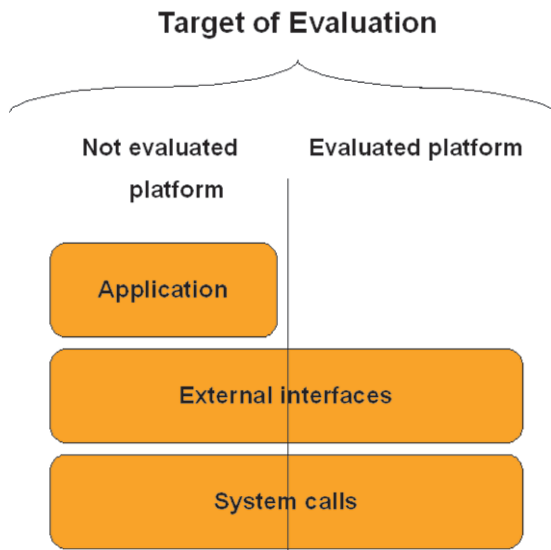 Target of Evaluation
Not evaluated
platform
Evaluated platform
Application
External interfaces
System calls